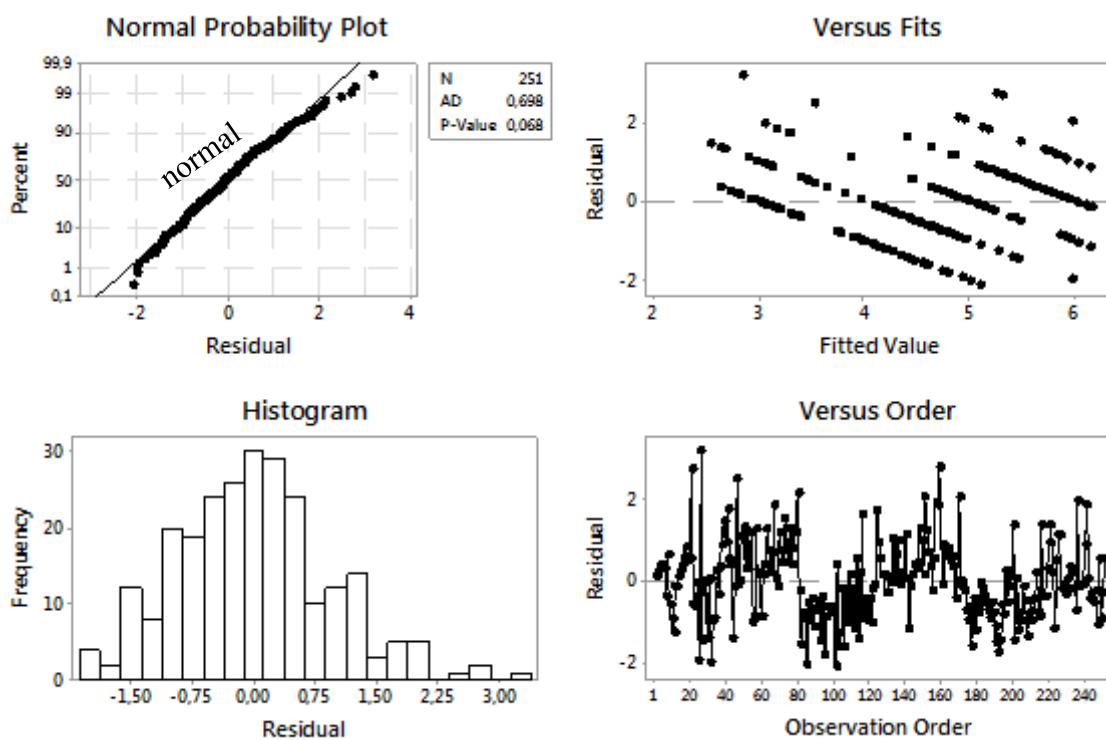 Normal Probability Plot
99,9
99
90
50
10
1
0,1
Percent
normal
-2
0
2
4
Residual
N 251
AD 0,698
P-Value 0,068
Versus Fits
2
0
-2
Residual
2
3
4
5
6
Fitted Value
Histogram
30
20
10
0
Frequency
-1,50
-0,75
0,00
0,75
1,50
2,25
3,00
Residual
Versus Order
2
0
-2
Residual
1
20
40
60
80
100
120
140
160
180
200
220
240
Observation Order